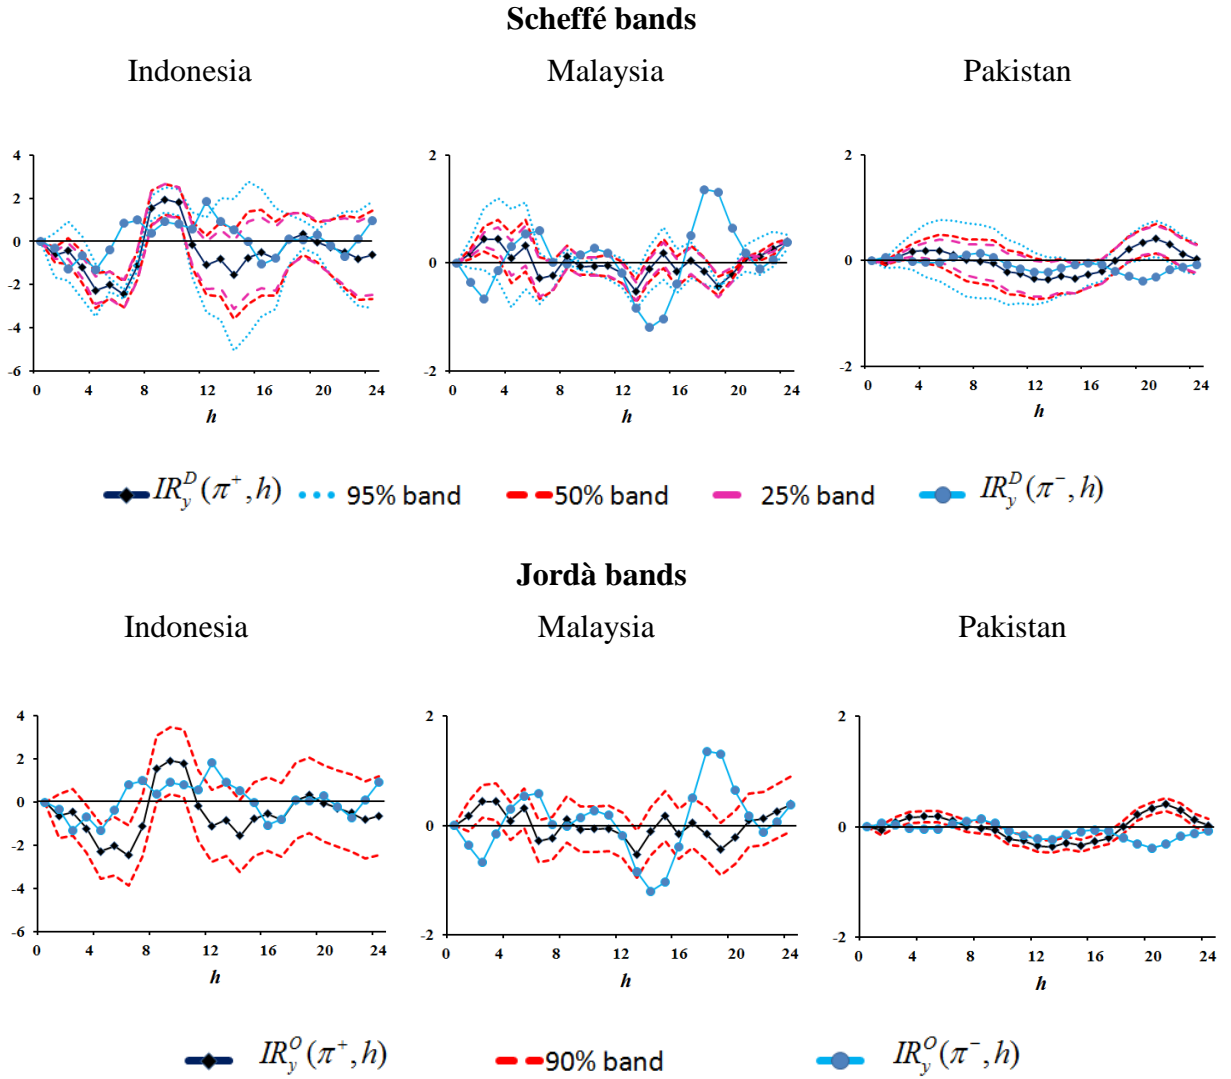 Scheffé bands
Indonesia Malaysia Pakistan
4
2
0
-2
-4
-6
0 4 8 12 16 20 24
h
2
0
-2
0 4 8 12 16 20 24
h
2
0
-2
0 4 8 12 16 20 24
h
IR_y^D(π⁺,h) 95% band 50% band 25% band IR_y^D(π⁻,h)
Jordà bands
Indonesia Malaysia Pakistan
4
2
0
-2
-4
-6
0 4 8 12 16 20 24
h
2
0
-2
0 4 8 12 16 20 24
h
2
0
-2
0 4 8 12 16 20 24
h
IR_y^O(π⁺,h) 90% band IR_y^O(π⁻,h)